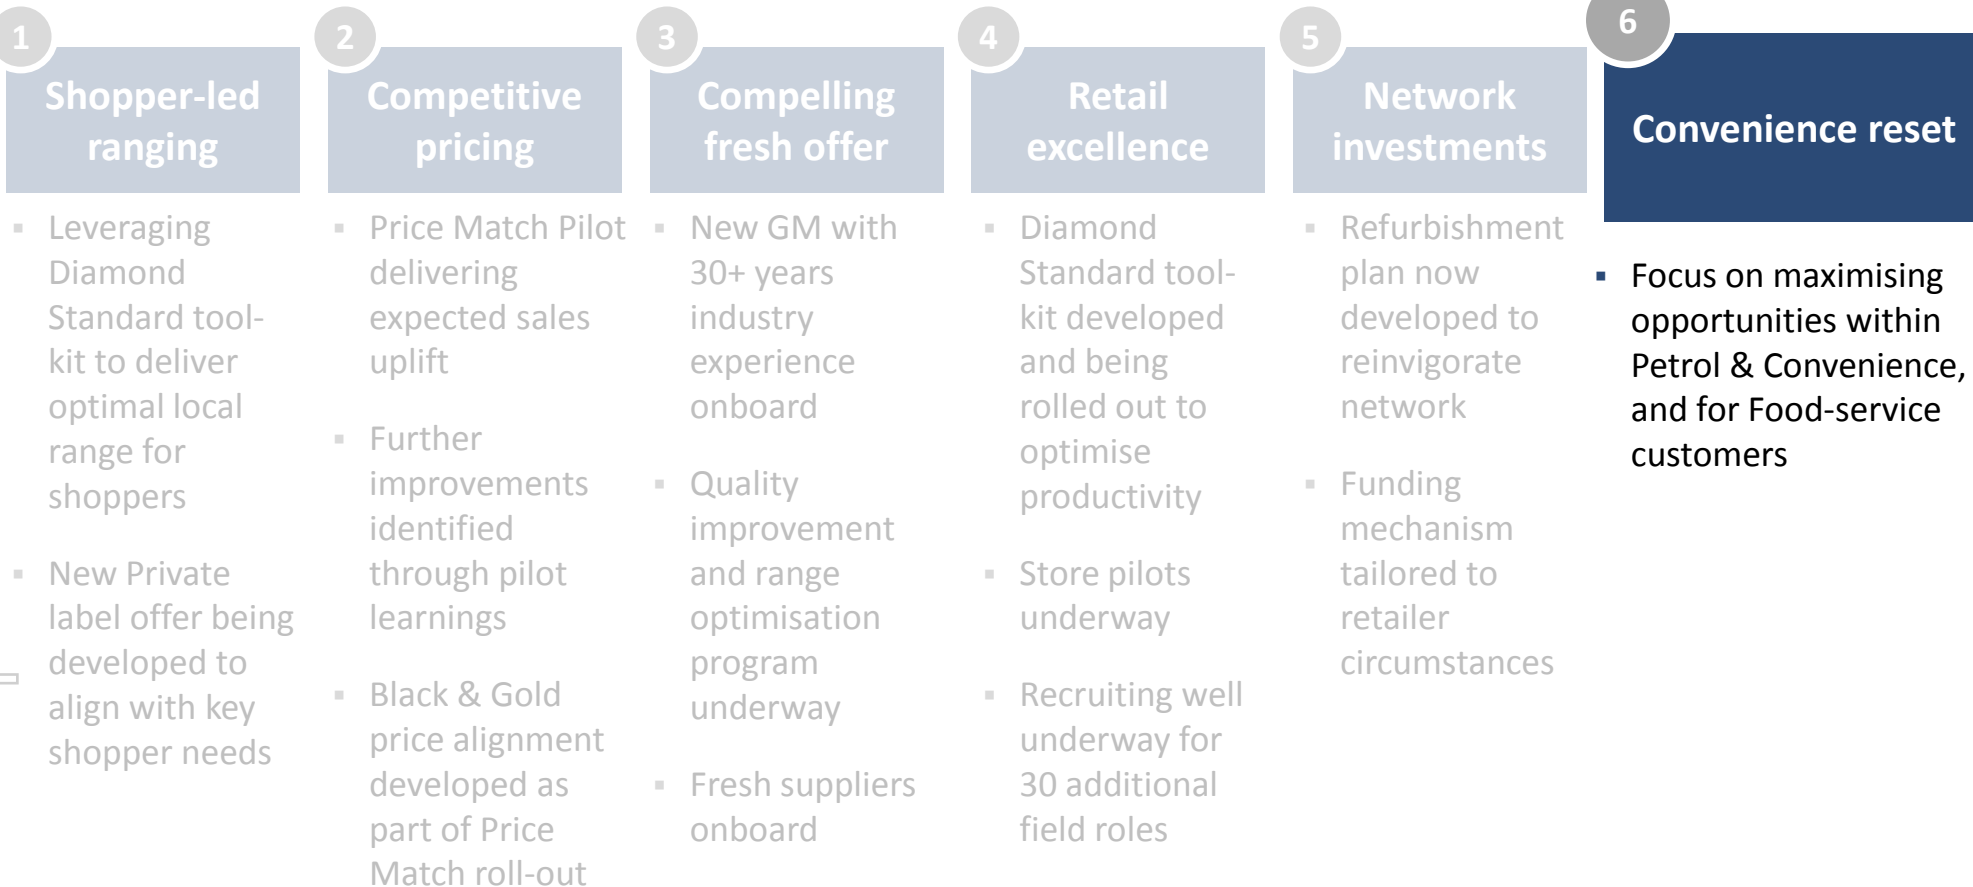 1
Shopper-led
ranging
▪ Leveraging
Diamond
Standard tool-
kit to deliver
optimal local
range for
shoppers
▪ New Private
label offer being
developed to
align with key
shopper needs
2
Competitive
pricing
▪ Price Match Pilot
delivering
expected sales
uplift
▪ Further
improvements
identified
through pilot
learnings
▪ Black & Gold
price alignment
developed as
part of Price
Match roll-out
3
Compelling
fresh offer
▪ New GM with
30+ years
industry
experience
onboard
▪ Quality
improvement
and range
optimisation
program
underway
▪ Fresh suppliers
onboard
4
Retail
excellence
▪ Diamond
Standard tool-
kit developed
and being
rolled out to
optimise
productivity
▪ Store pilots
underway
▪ Recruiting well
underway for
30 additional
field roles
5
Network
investments
▪ Refurbishment
plan now
developed to
reinvigorate
network
▪ Funding
mechanism
tailored to
retailer
circumstances
6
Convenience reset
▪ Focus on maximising
opportunities within
Petrol & Convenience,
and for Food-service
customers